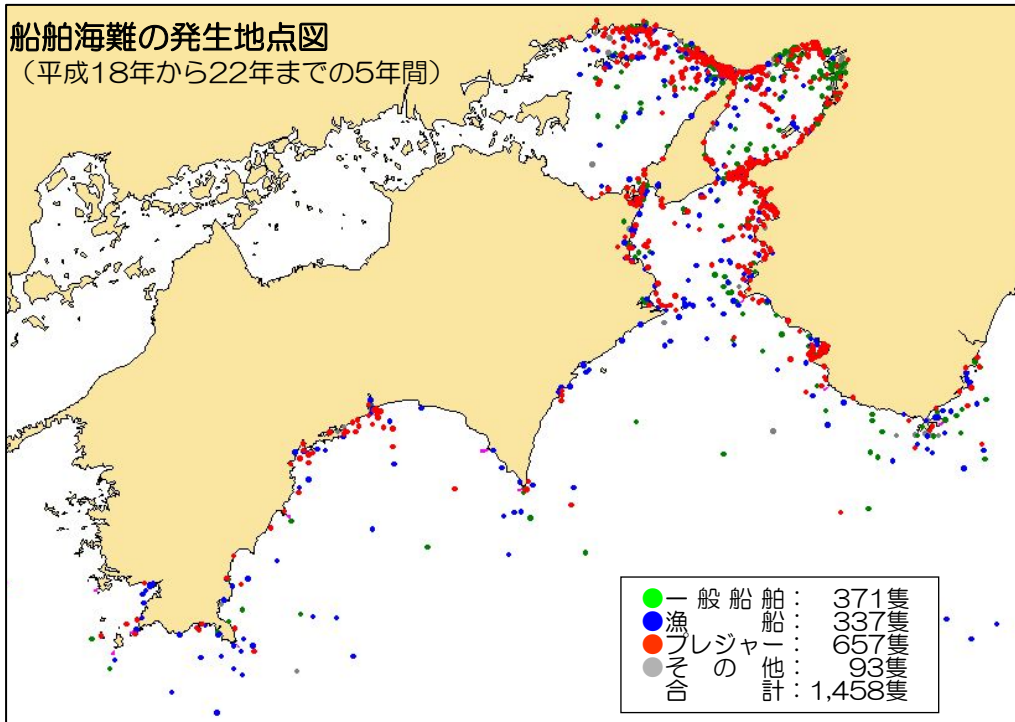 船舶海難の発生地点図
（平成18年から22年までの5年間）
一般船舶： 371隻
漁船： 337隻
プレジャー： 657隻
その他： 93隻
合計：1,458隻